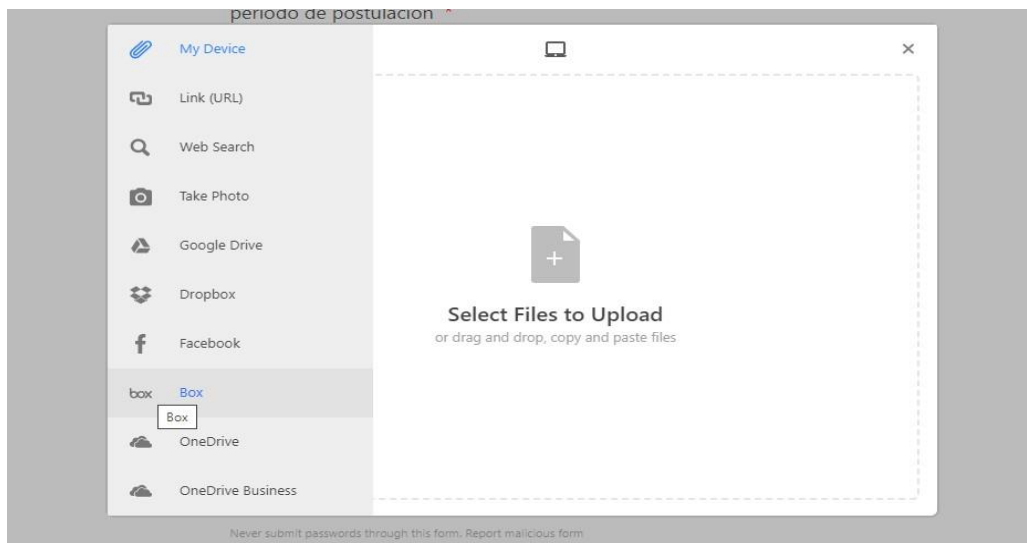 período de postulación *
My Device
Link (URL)
Web Search
Take Photo
Google Drive
Dropbox
Facebook
box Box
Box
OneDrive
OneDrive Business
Select Files to Upload
or drag and drop, copy and paste files
Never submit passwords through this form. Report malicious form